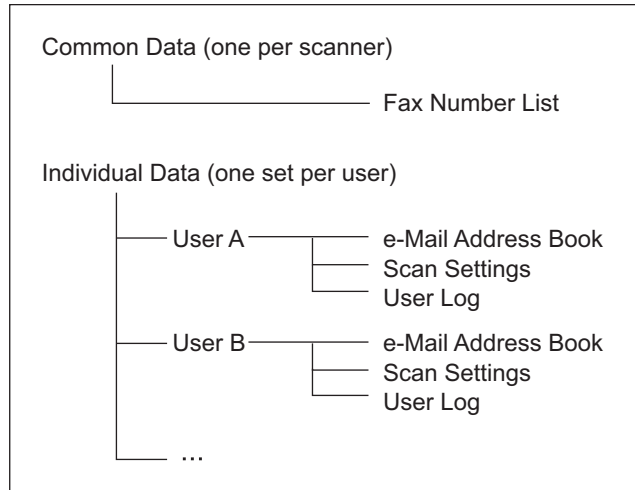 Common Data (one per scanner)
Fax Number List
Individual Data (one set per user)
User A e-Mail Address Book
Scan Settings
User Log
User B e-Mail Address Book
Scan Settings
User Log
...